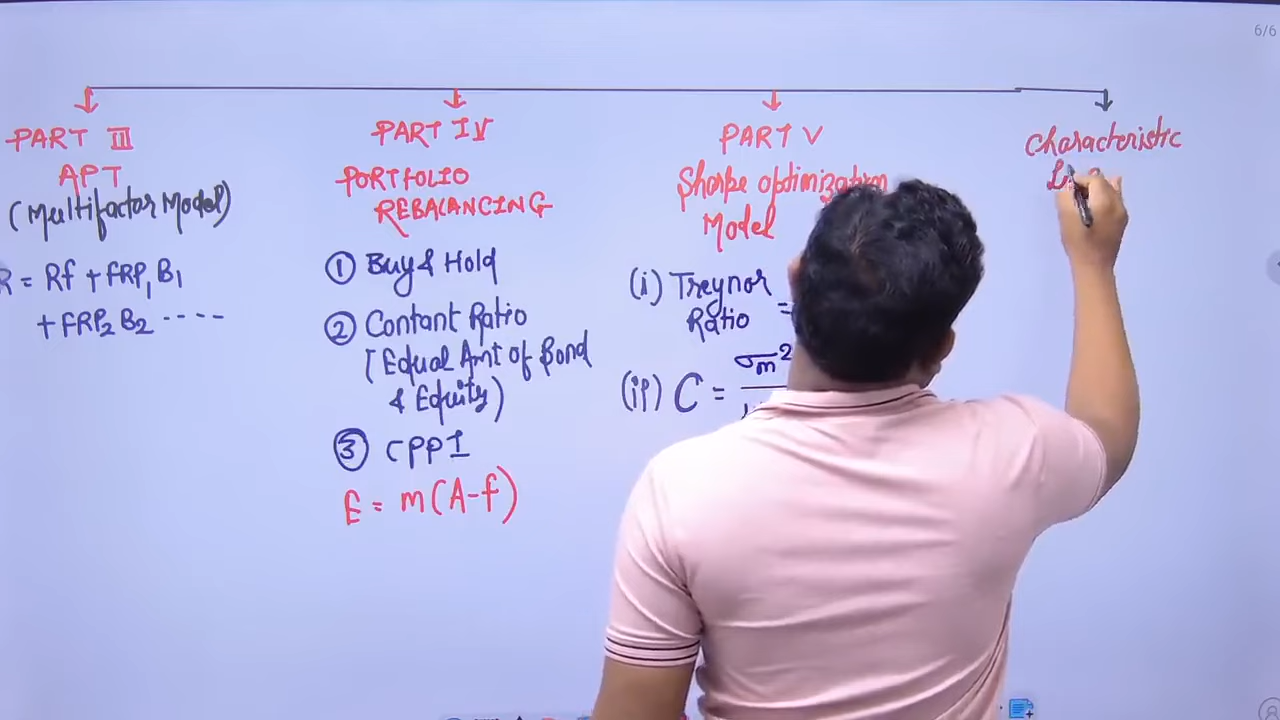 6/6
PART III
APT
(Multifactor Model)
R = Rf + FRP1 B1
+ FRP2 B2 ----
PART IV
PORTFOLIO
REBALANCING
① Buy & Hold
② Contant Ratio
[Equal Amt of Bond
& Equity)
③ CPPI
E = m(A-f)
PART V
Sharpe optimization
Model
(i) Treynor
Ratio =
(ii) C = σm²
Characteristic